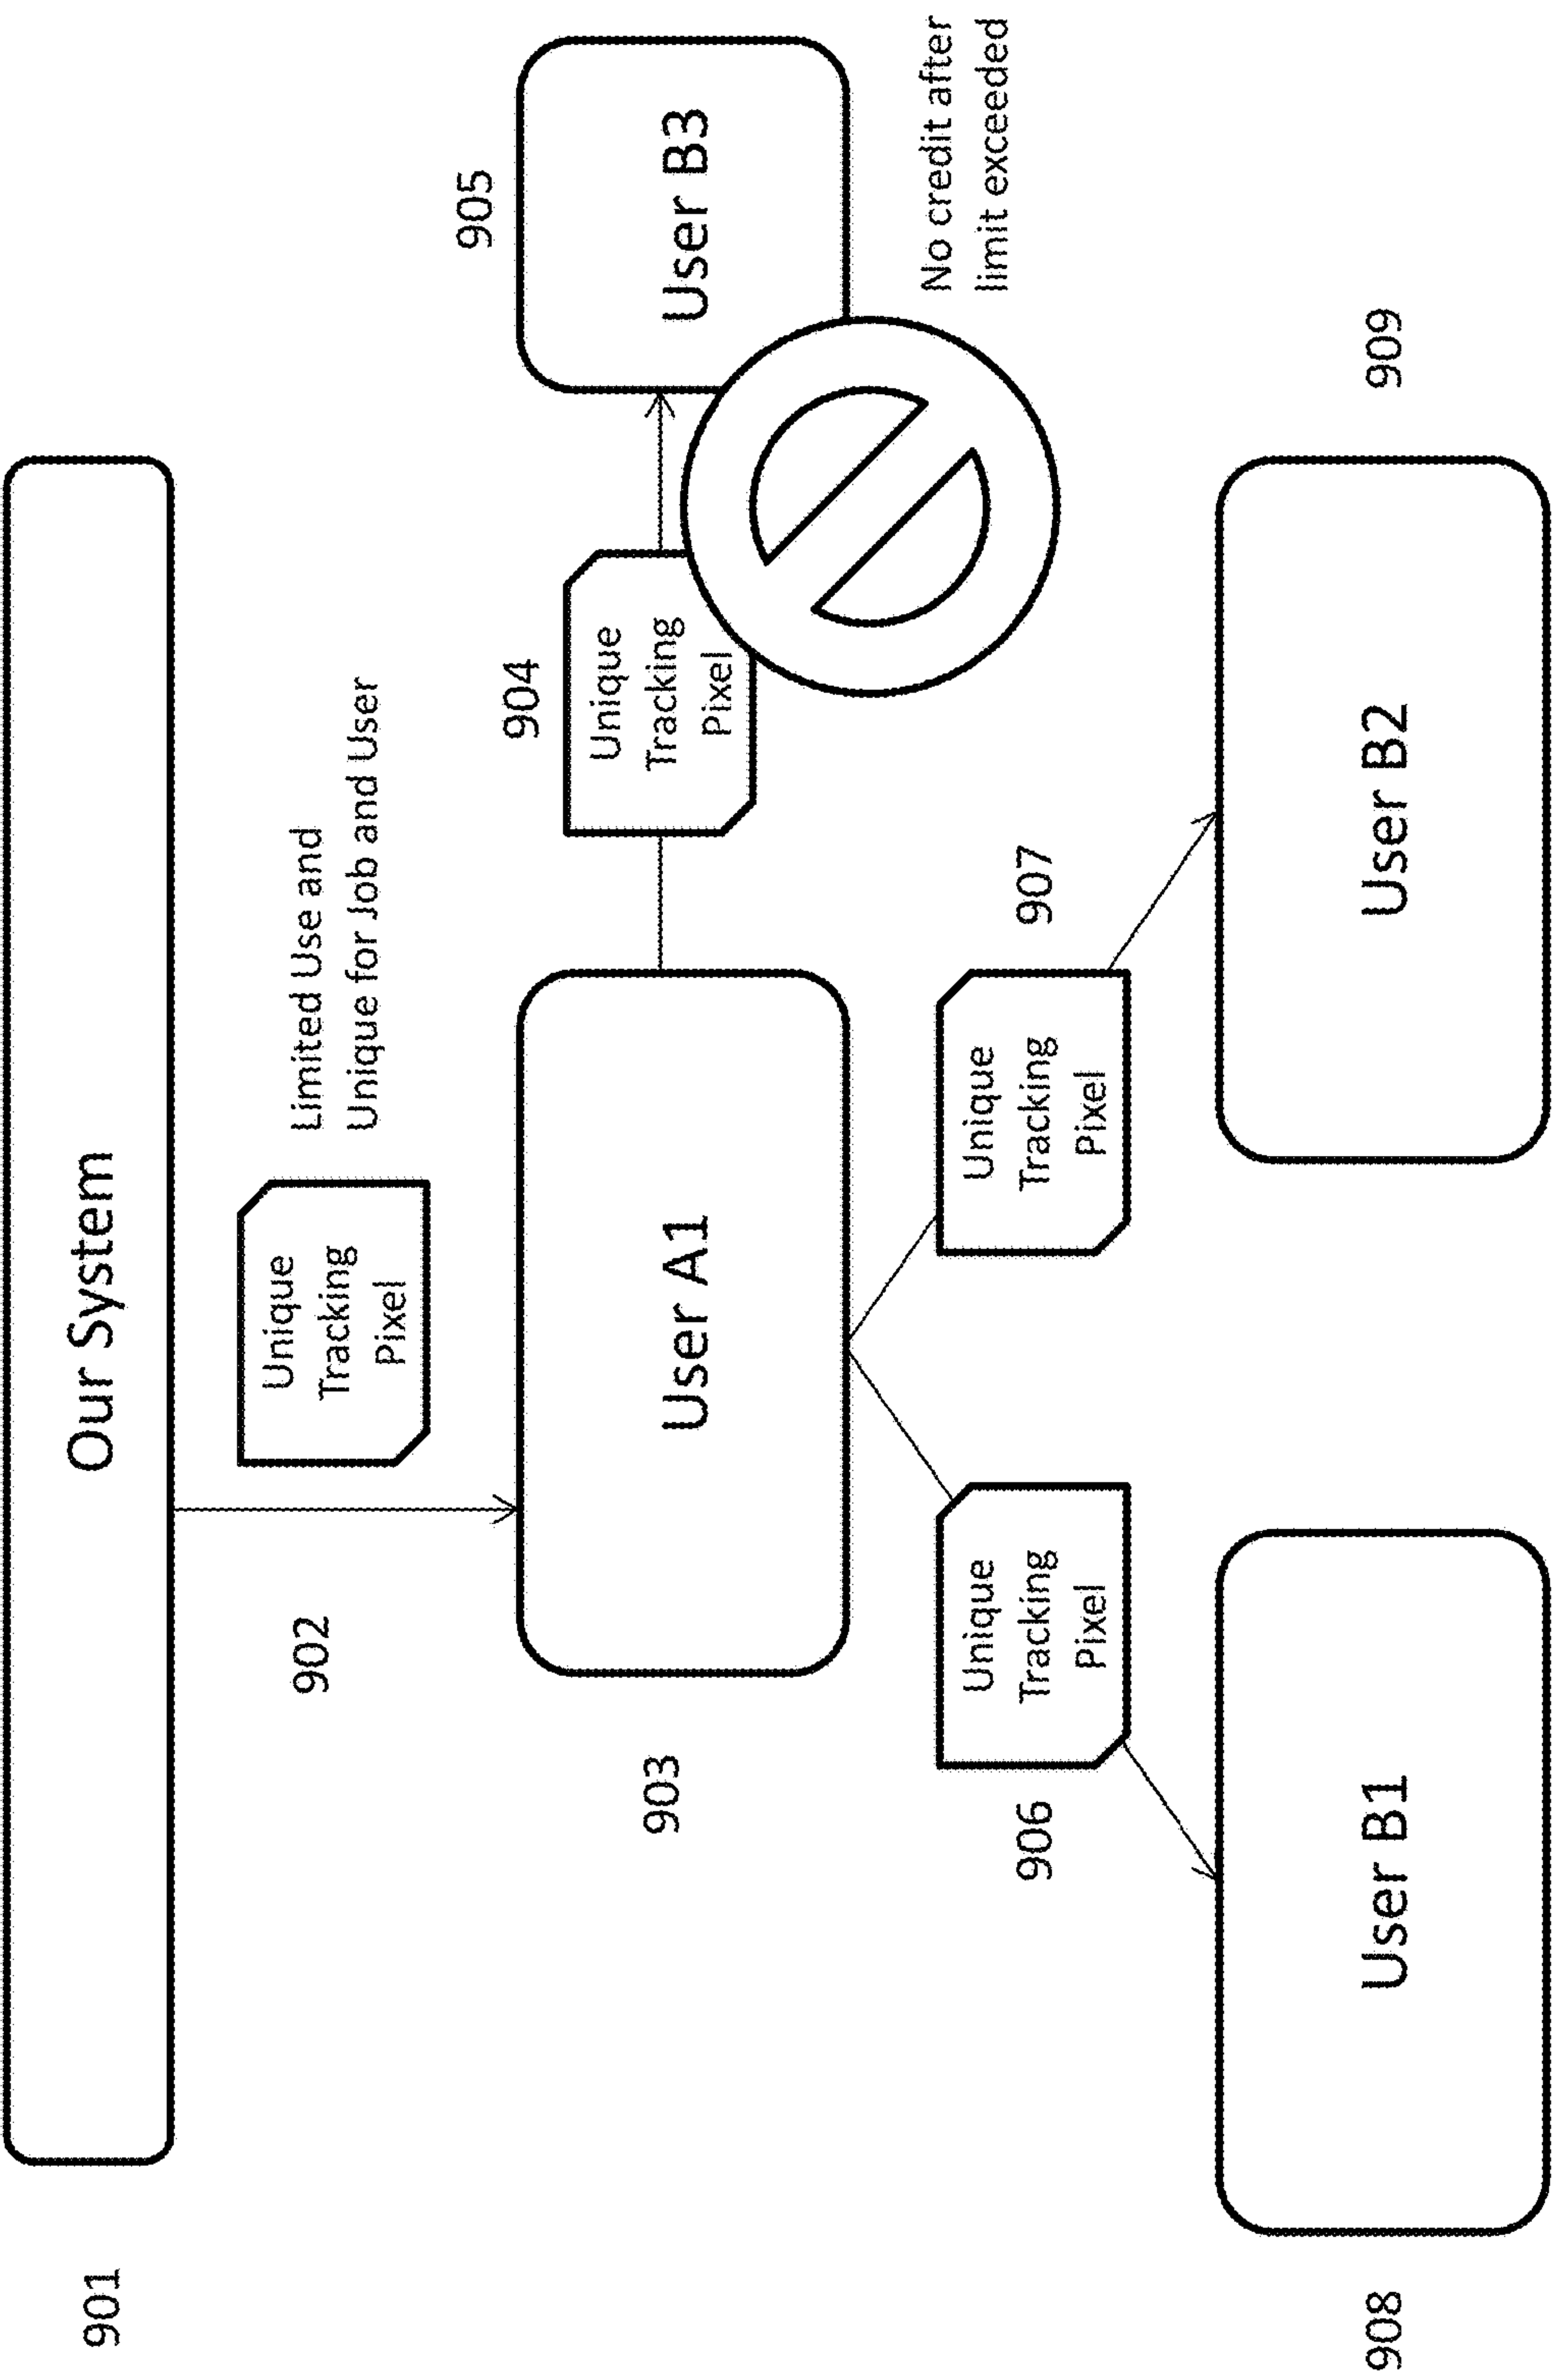 901
Our System
902
Unique
Tracking
Pixel
Limited Use and
Unique for Job and User
903
User A1
904
Unique
Tracking
Pixel
905
User B3
No credit after
limit exceeded
906
Unique
Tracking
Pixel
Unique
Tracking
Pixel
907
908
User B1
User B2
909